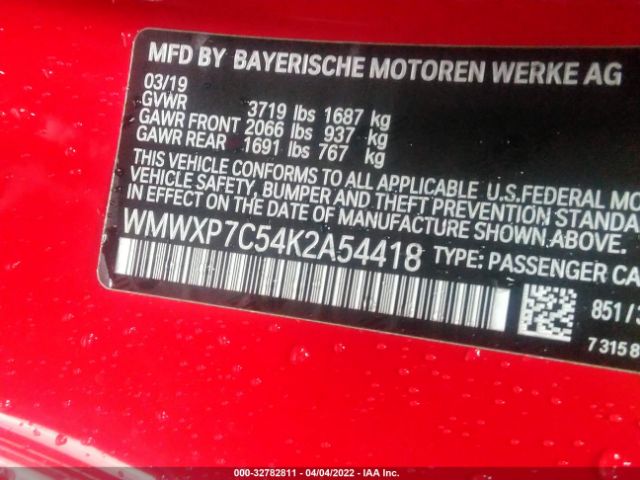 MFD BY BAYERISCHE MOTOREN WERKE AG
03/19
GVWR 3719 lbs 1687 kg
GAWR FRONT 2066 lbs 937 kg
GAWR REAR 1691 lbs 767 kg
THIS VEHICLE CONFORMS TO ALL APPLICABLE U.S.FEDERAL MOT
VEHICLE SAFETY, BUMPER AND THEFT PREVENTION STANDA
IN EFFECT ON THE DATE OF MANUFACTURE SHOWN ABOVE.
WMWXP7C54K2A54418 TYPE: PASSENGER CA
851/3
7 315 8
000-32782811 - 04/04/2022 - IAA Inc.